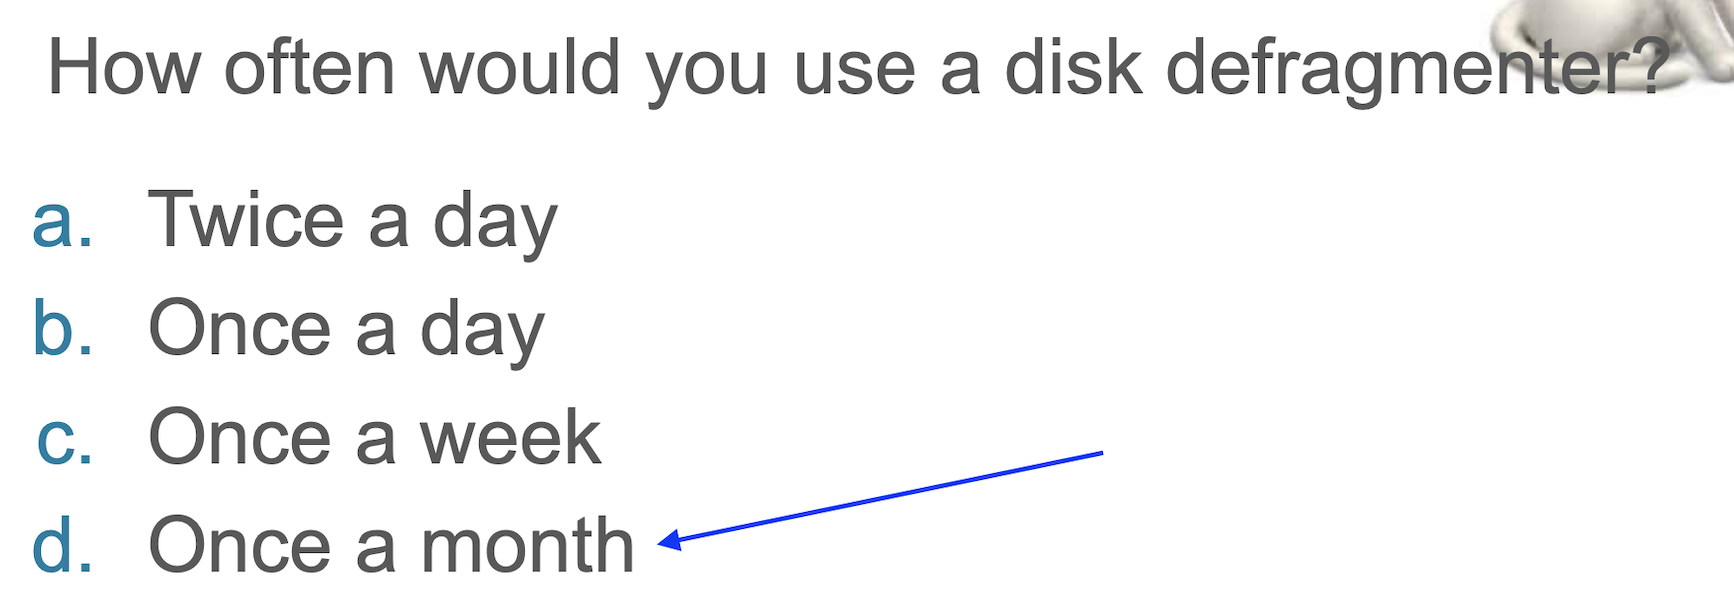 How often would you use a disk defragmenter?
a. Twice a day
b. Once a day
c. Once a week
d. Once a month